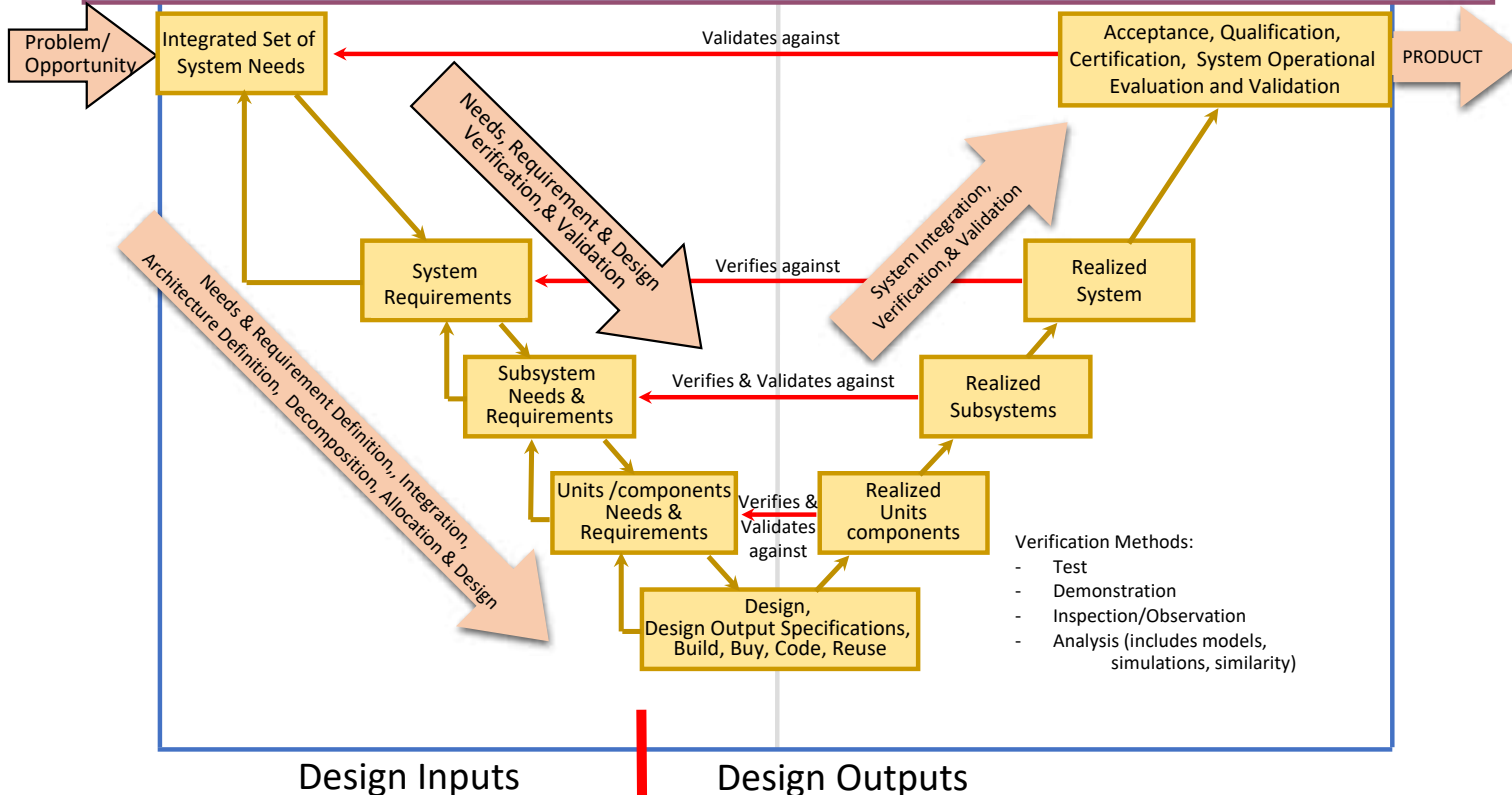 Problem/
Opportunity
Integrated Set of
System Needs
Validates against
Acceptance, Qualification,
Certification, System Operational
Evaluation and Validation
PRODUCT
Needs, Requirement & Design
Verification,& Validation
System Integration,
Verification,& Validation
Needs & Requirement Definition,, Integration,
Architecture Definition, Decomposition, Allocation & Design
System
Requirements
Verifies against
Realized
System
Subsystem
Needs &
Requirements
Verifies & Validates against
Realized
Subsystems
Units /components
Needs &
Requirements
Verifies &
Validates
against
Realized
Units
components
Design,
Design Output Specifications,
Build, Buy, Code, Reuse
Verification Methods:
- Test
- Demonstration
- Inspection/Observation
- Analysis (includes models,
simulations, similarity)
Design Inputs
Design Outputs